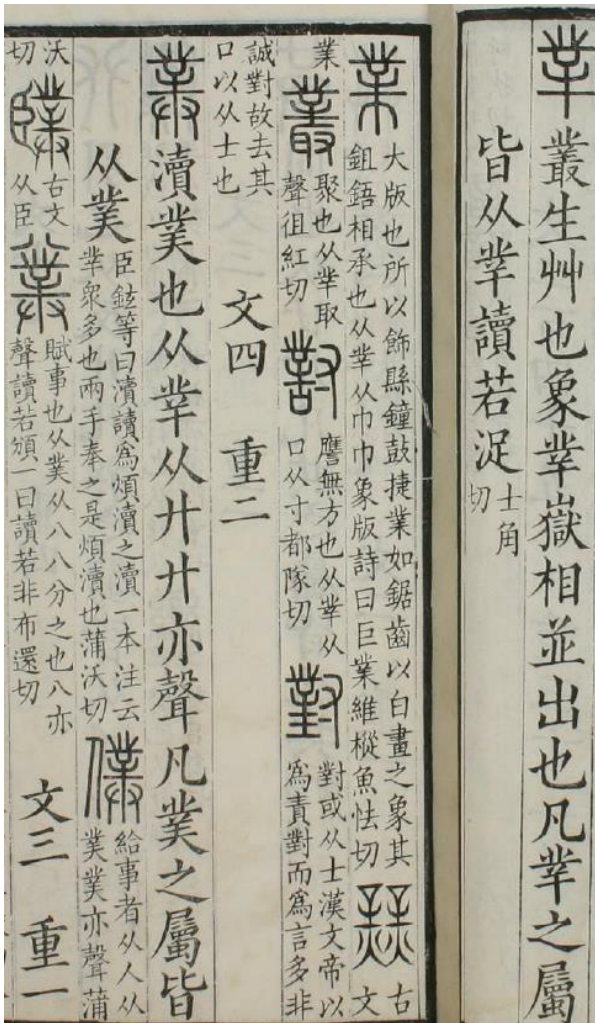 丵叢生艸也象丵嶽相並出也凡丵之屬
皆从丵讀若浞士角切
業大版也所以飾縣鐘鼓捷業如鋸齒以白畫之象其鉏鋙相承也从丵从巾巾象版詩曰巨業維樅魚怯切𤑽古文
業叢聚也从丵取聲徂紅切𡭊譍無方也从丵从口从寸都隊切對對或从士漢文帝以爲責對而爲言多非
誠對故去其口以从士也文四重二
菐瀆菐也从丵从廾廾亦聲凡菐之屬皆
从菐臣鉉等曰瀆讀爲煩瀆之瀆一本注云丵衆多也兩手奉之是煩瀆也蒲沃切僕給事者从人从菐菐亦聲蒲
沃切𦢭古文从臣𠔻賦事也从菐从八八分之也八亦聲讀若頒一曰讀若非布還切文三重一